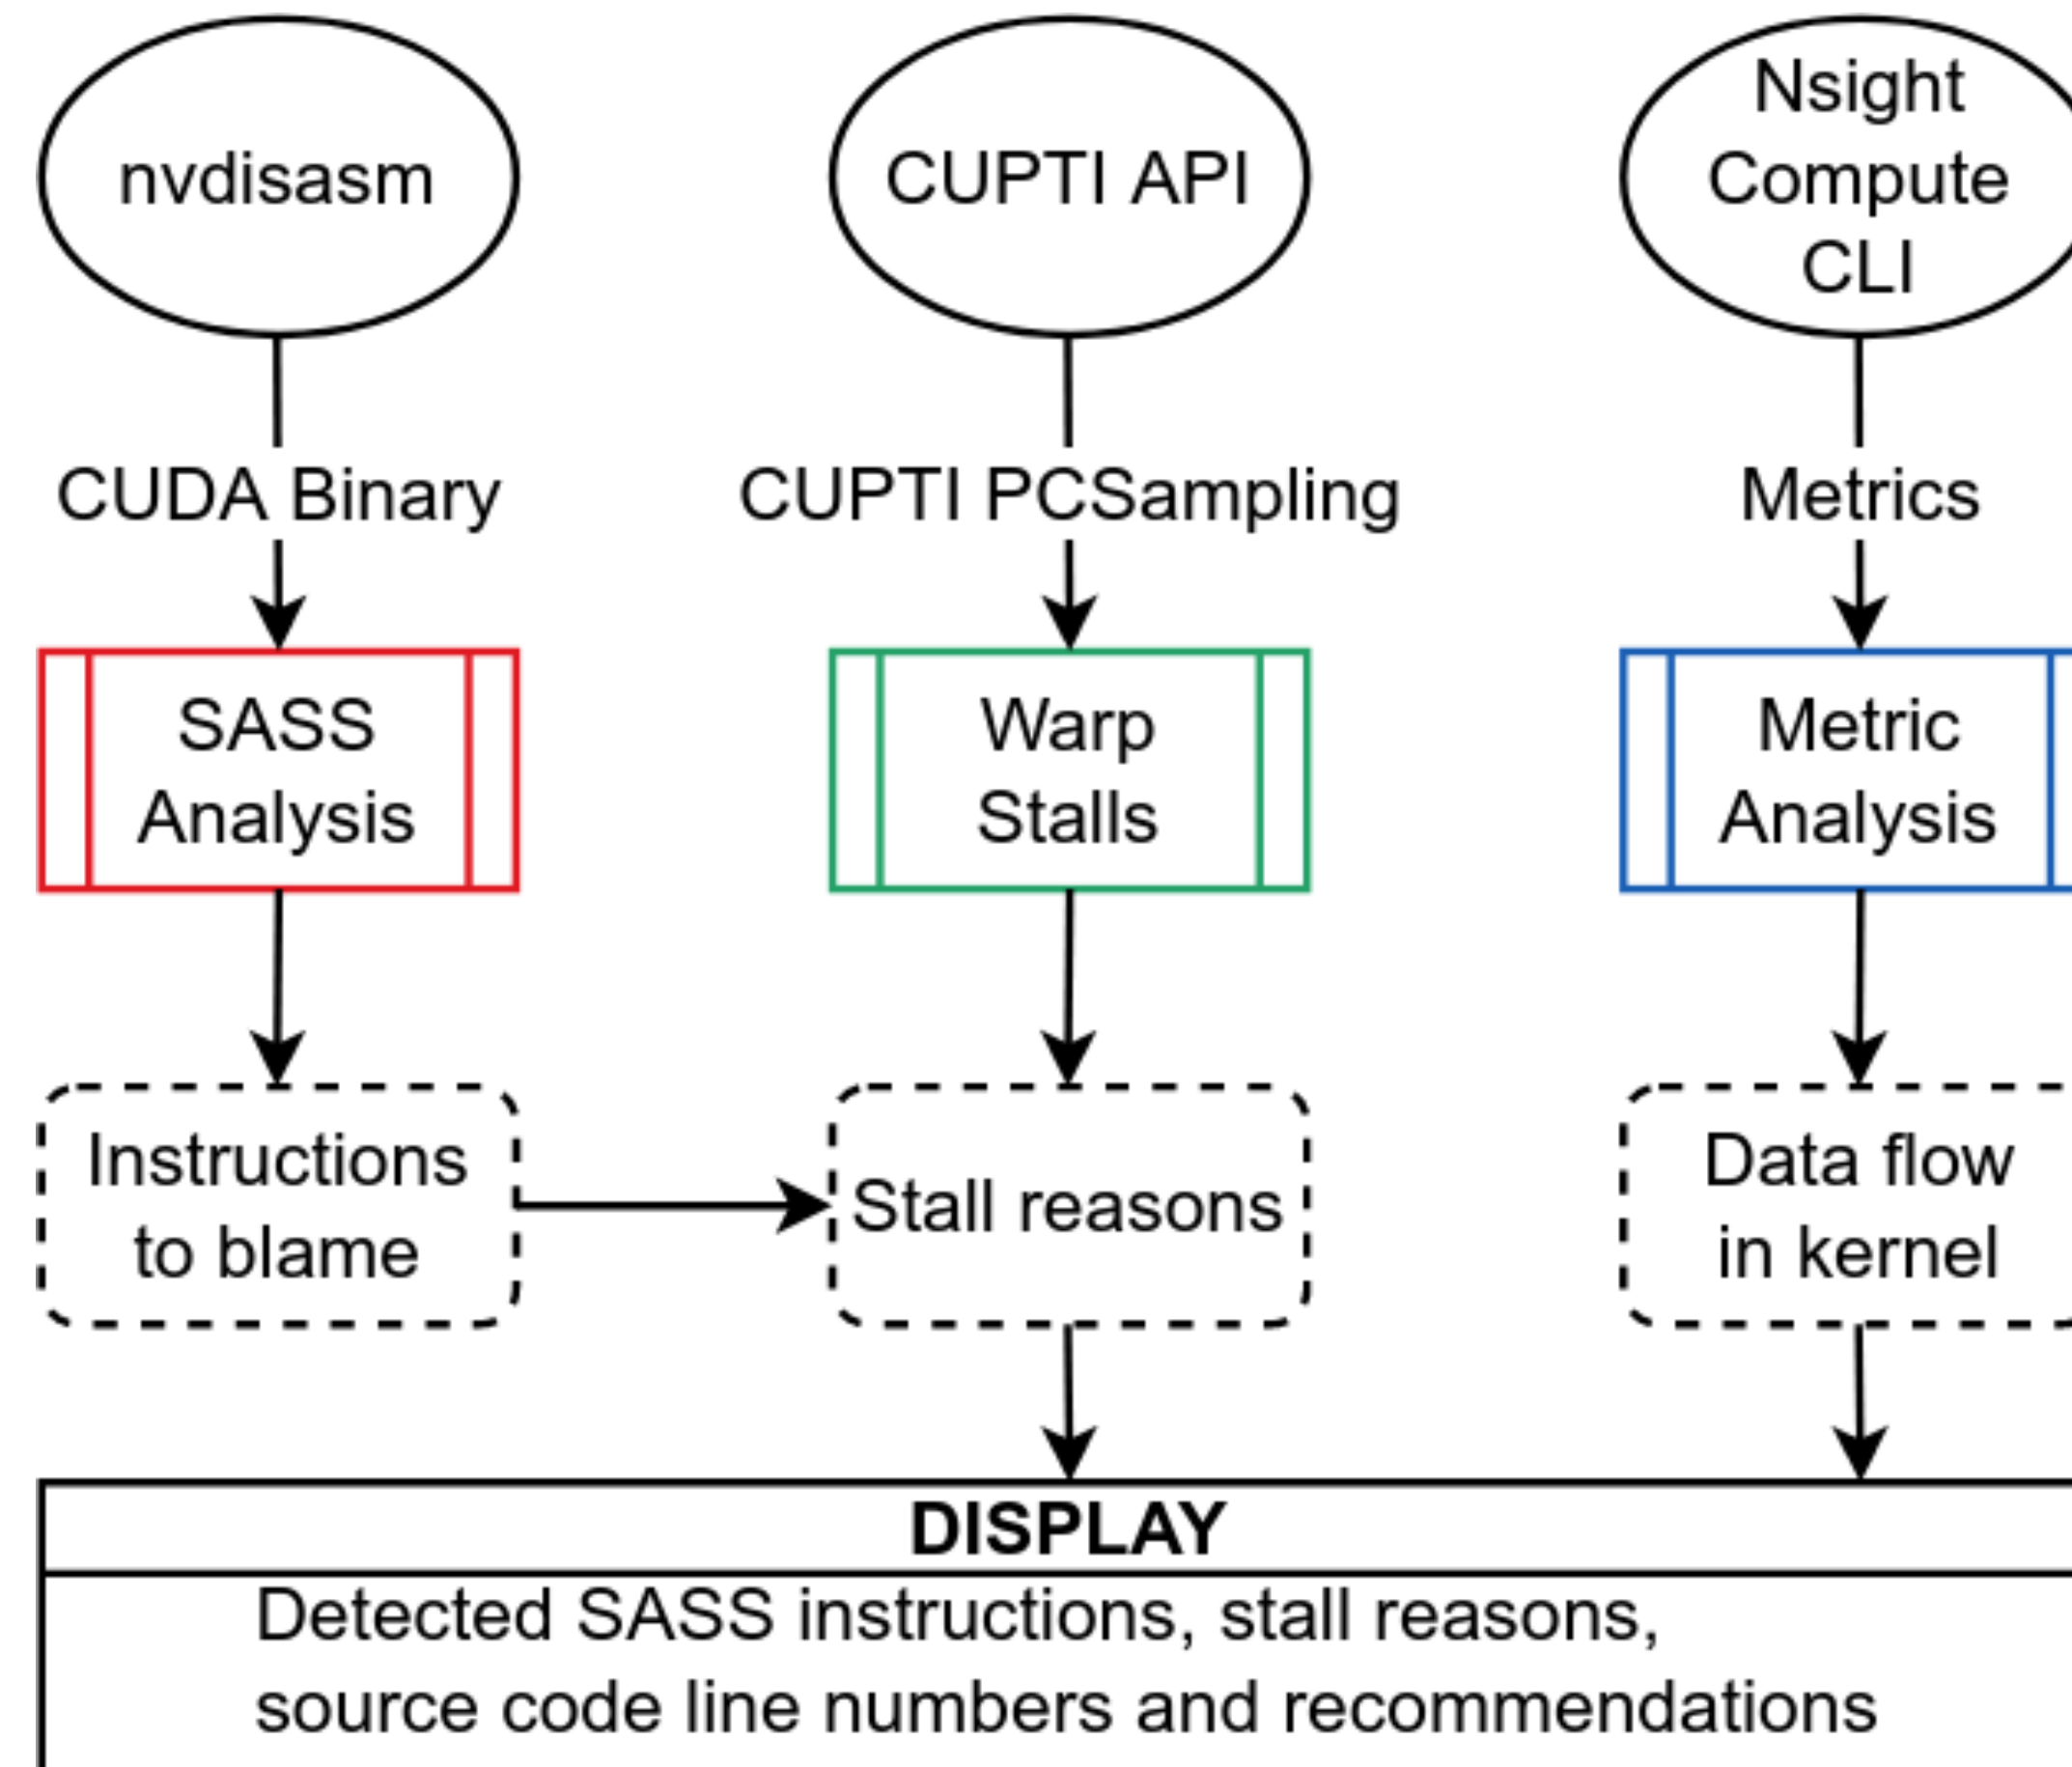 nvdisasm
CUPTI API
Nsight
Compute
CLI
CUDA Binary
CUPTI PCSampling
Metrics
SASS
Analysis
Warp
Stalls
Metric
Analysis
Instructions
to blame
Stall reasons
Data flow
in kernel
DISPLAY
Detected SASS instructions, stall reasons,
source code line numbers and recommendations